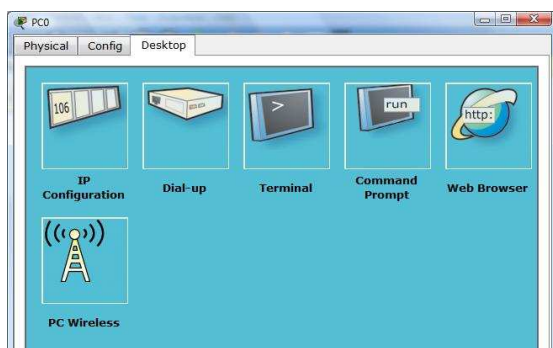 PC0
Physical Config Desktop
106
>
run
http:
IP
Configuration
Dial-up
Terminal
Command
Prompt
Web Browser
PC Wireless